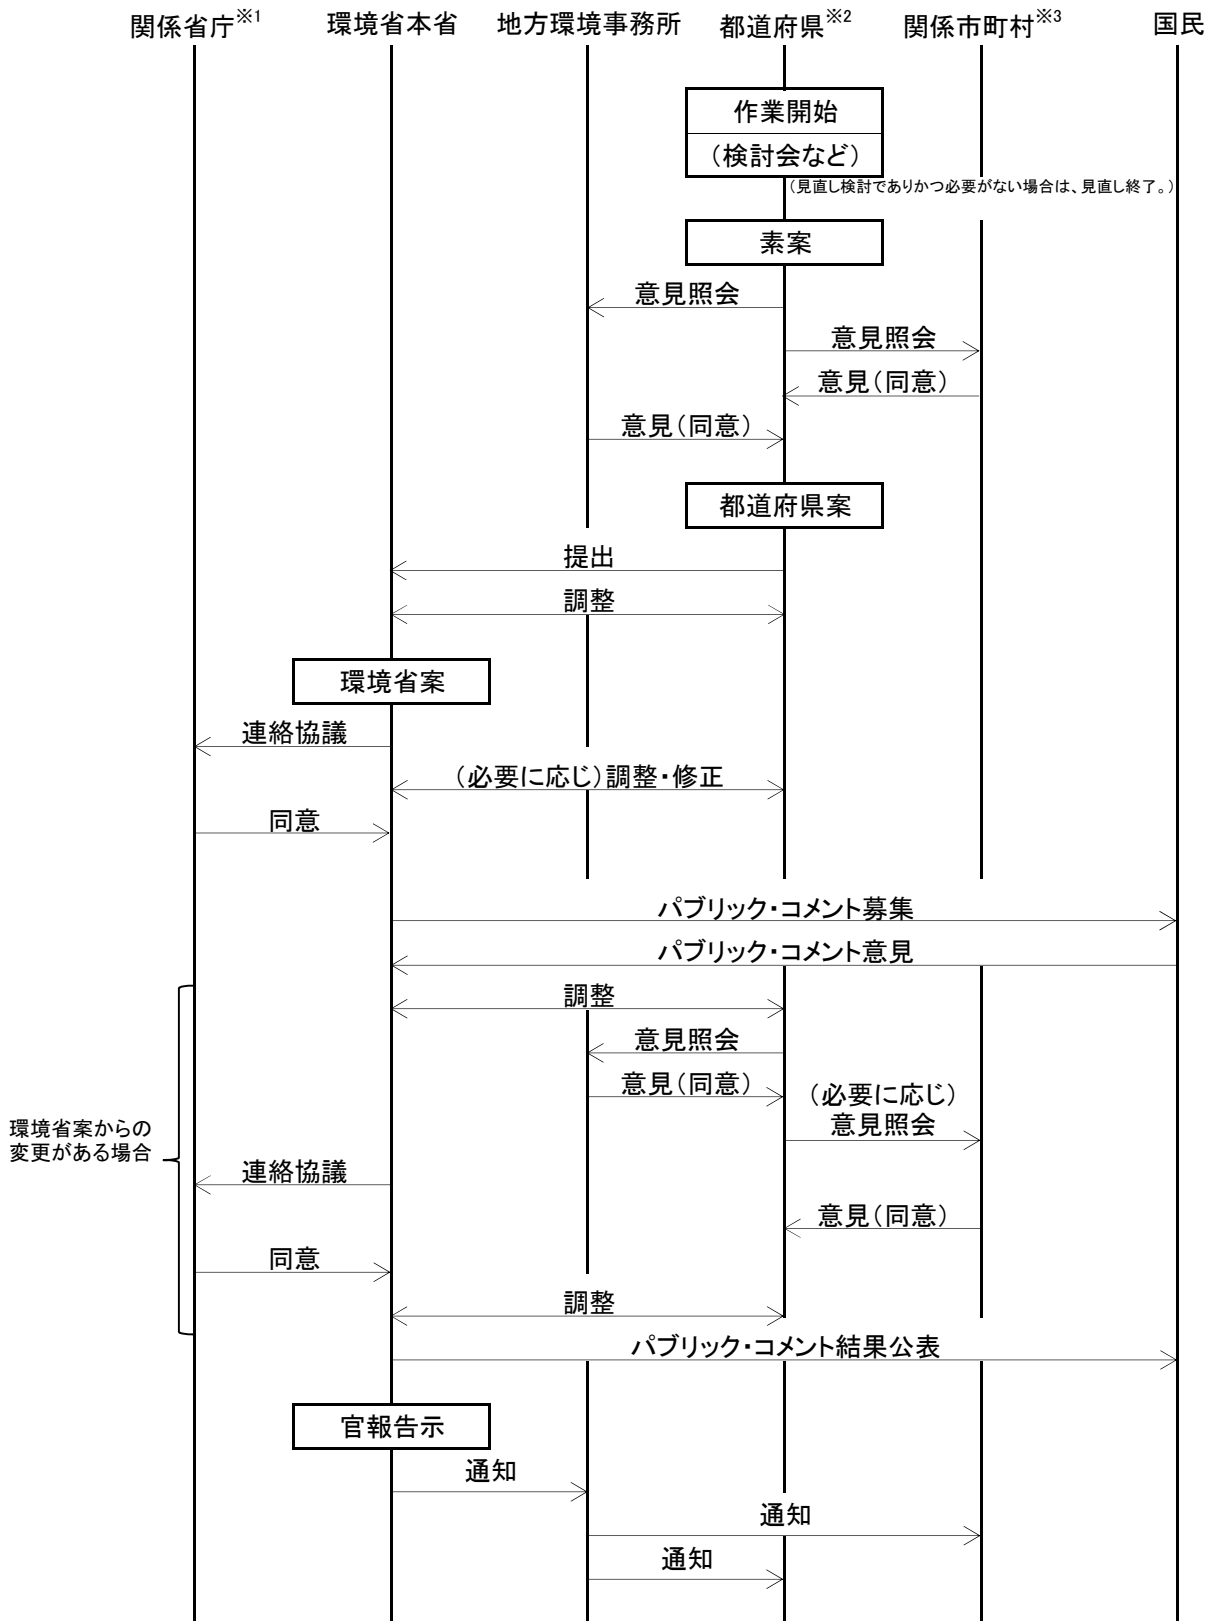 関係省庁※1 環境省本省 地方環境事務所 都道府県※2 関係市町村※3 国民
作業開始
（検討会など）
（見直し検討でありかつ必要がない場合は、見直し終了。）
素案
意見照会
意見照会
意見（同意）
意見（同意）
都道府県案
提出
調整
環境省案
連絡協議
（必要に応じ）調整・修正
同意
パブリック・コメント募集
パブリック・コメント意見
調整
意見照会
意見（同意）
（必要に応じ）
意見照会
環境省案からの
変更がある場合
連絡協議
意見（同意）
同意
調整
パブリック・コメント結果公表
官報告示
通知
通知
通知